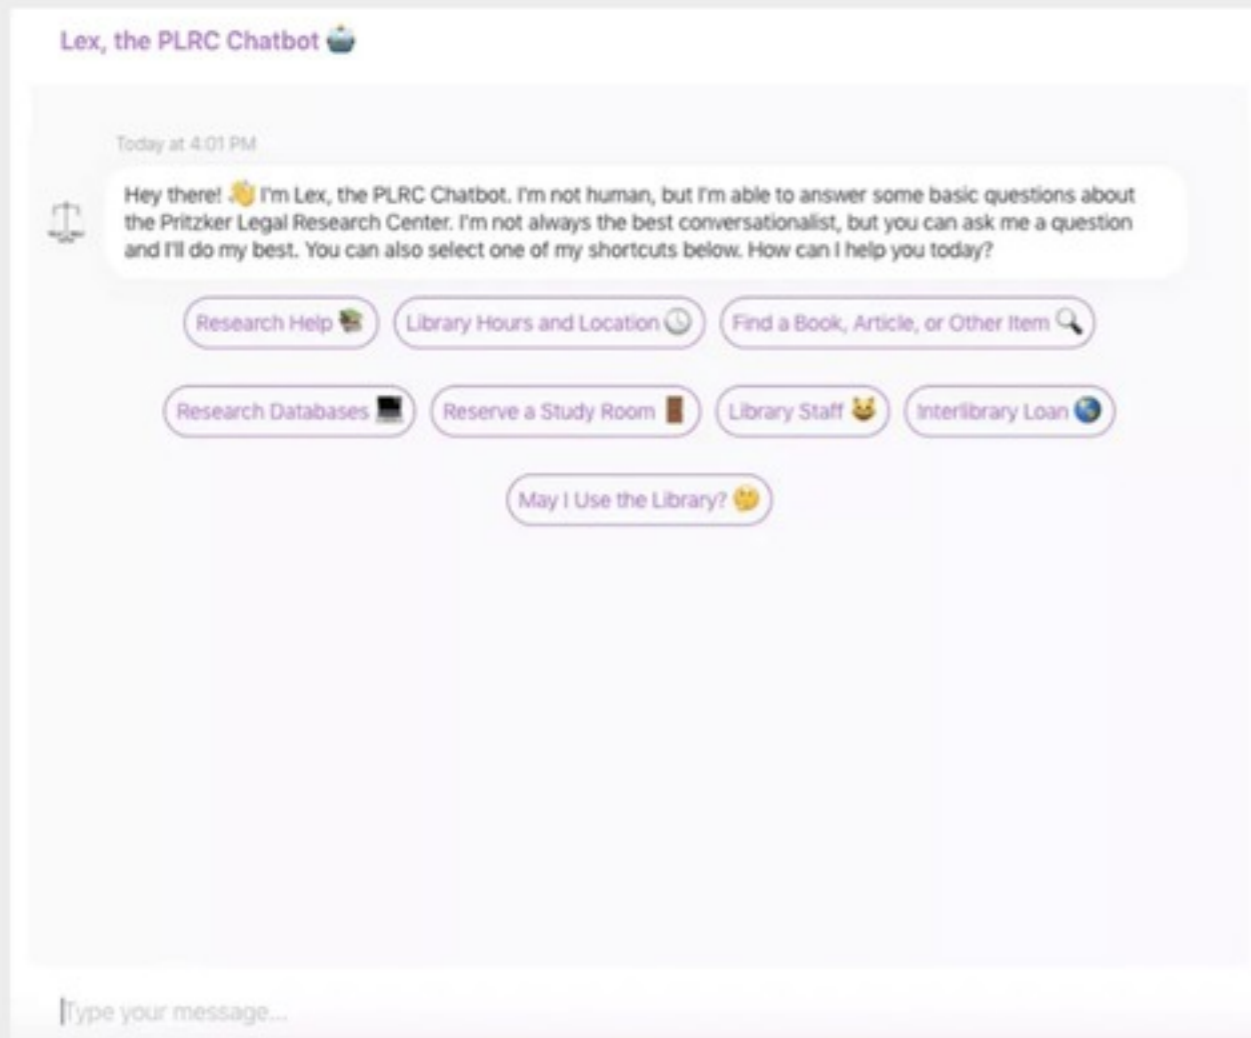 Lex, the PLRC Chatbot 🤖
Today at 4:01 PM
Hey there! 👋 I'm Lex, the PLRC Chatbot. I'm not human, but I'm able to answer some basic questions about
the Pritzker Legal Research Center. I'm not always the best conversationalist, but you can ask me a question
and I'll do my best. You can also select one of my shortcuts below. How can I help you today?
Research Help 📚 Library Hours and Location 🕓 Find a Book, Article, or Other Item 🔍
Research Databases 💻 Reserve a Study Room 🚪 Library Staff 😺 Interlibrary Loan 🌎
May I Use the Library? 🤔
Type your message...